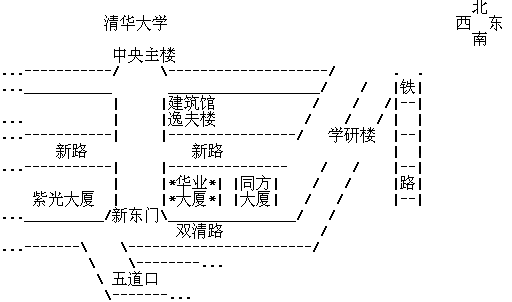 清华大学
北
西 东
南
中央主楼
铁
建筑馆
逸夫楼
学研楼
新路 新路
华业 同方
路
紫光大厦
大厦 大厦
新东门
双清路
五道口